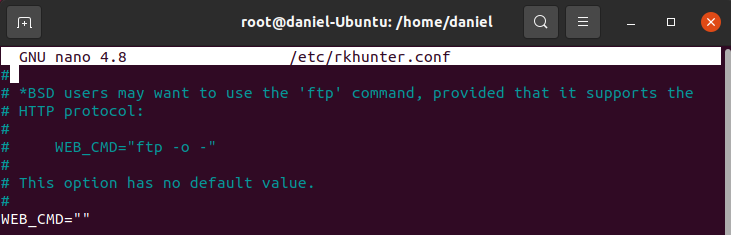 root@daniel-Ubuntu: /home/daniel
GNU nano 4.8 /etc/rkhunter.conf
#
# *BSD users may want to use the 'ftp' command, provided that it supports the
# HTTP protocol:
#
# WEB_CMD="ftp -o -"
#
# This option has no default value.
#
WEB_CMD=""